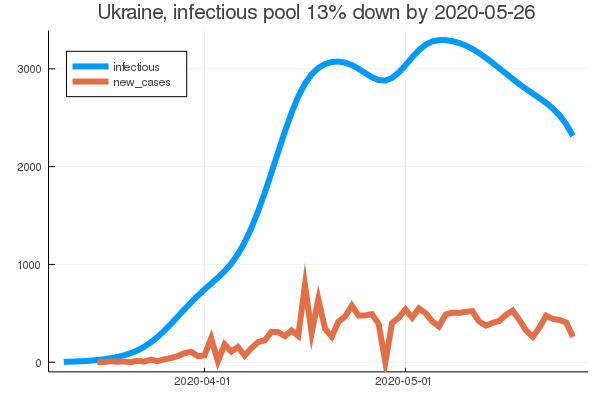 Ukraine, infectious pool 13% down by 2020-05-26
infectious
new_cases
3000
2000
1000
0
2020-04-01
2020-05-01